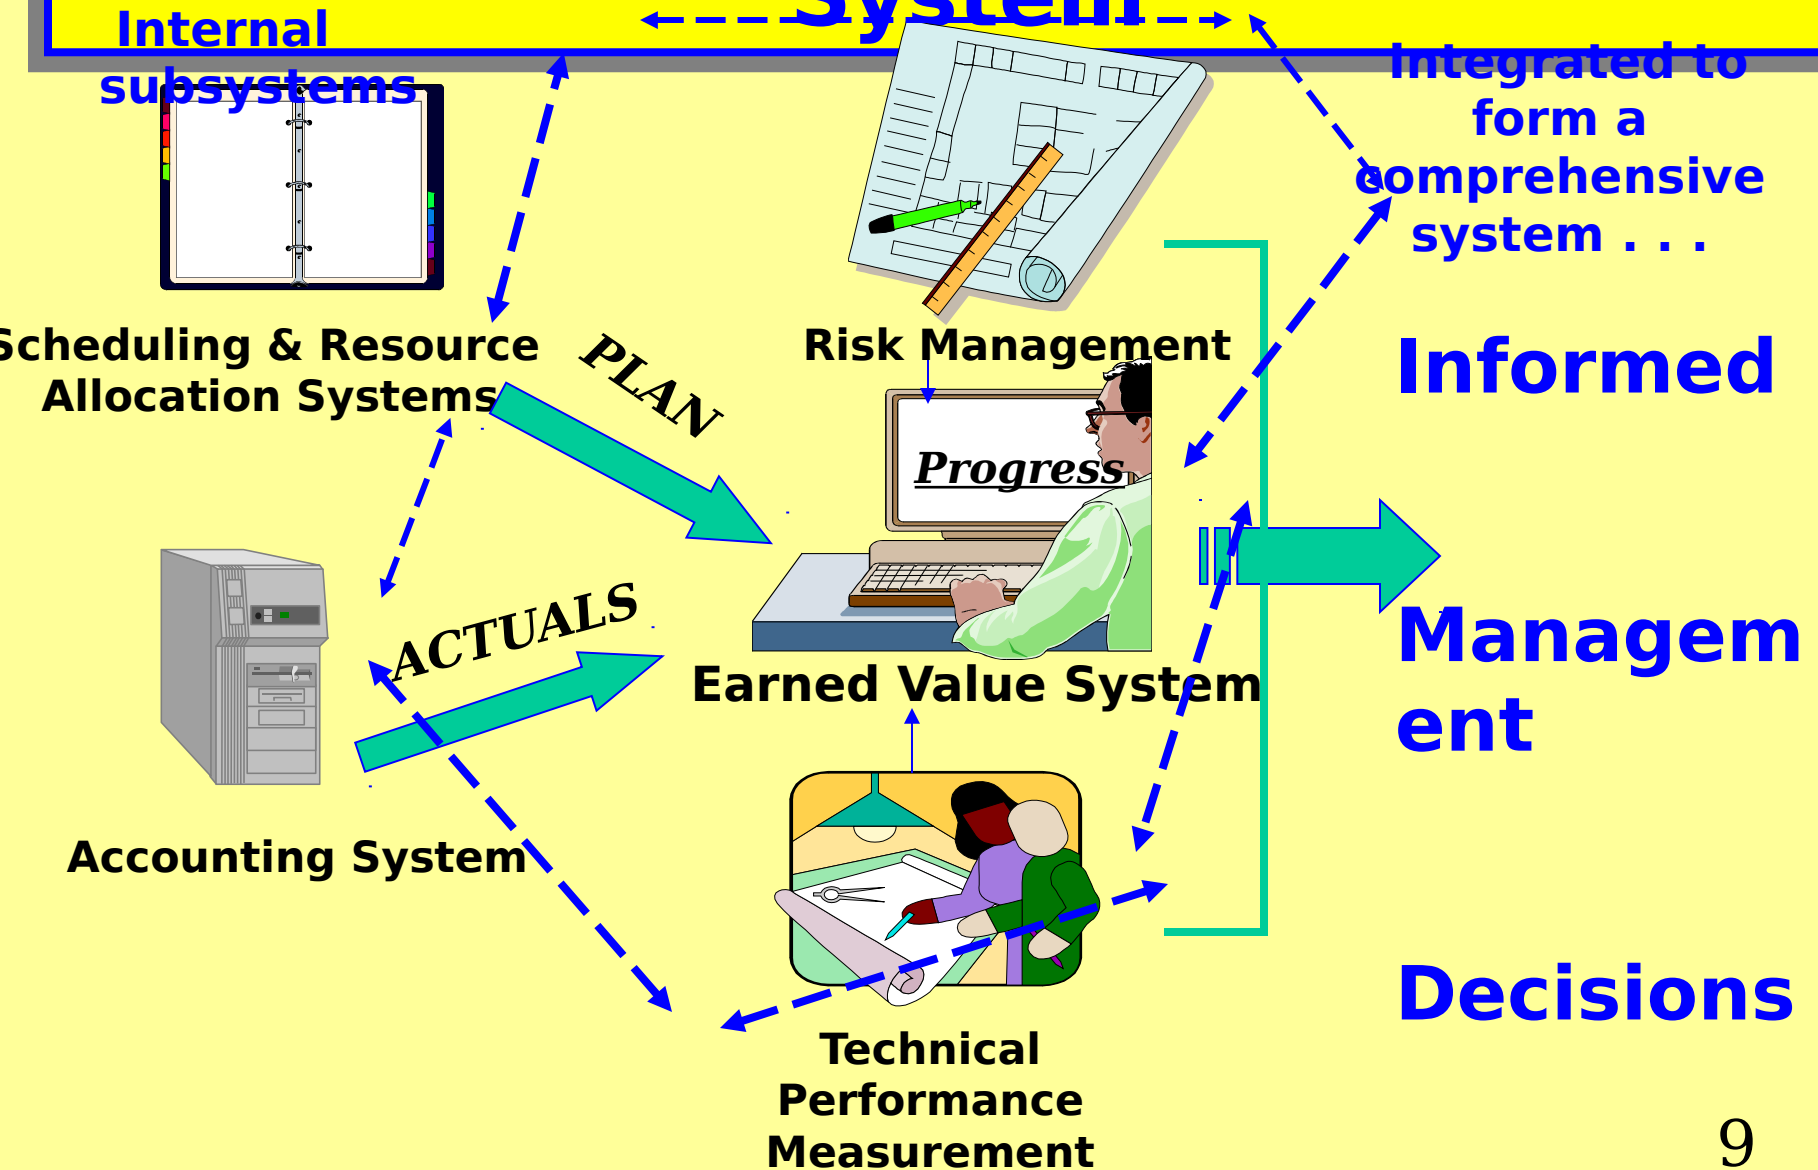 System
Internal
subsystems
Integrated to
form a
comprehensive
system . . .
Scheduling & Resource
Allocation Systems
PLAN
Risk Management
Informed
Progress
ACTUALS
Managem
ent
Earned Value System
Accounting System
Decisions
Technical
Performance
Measurement
9